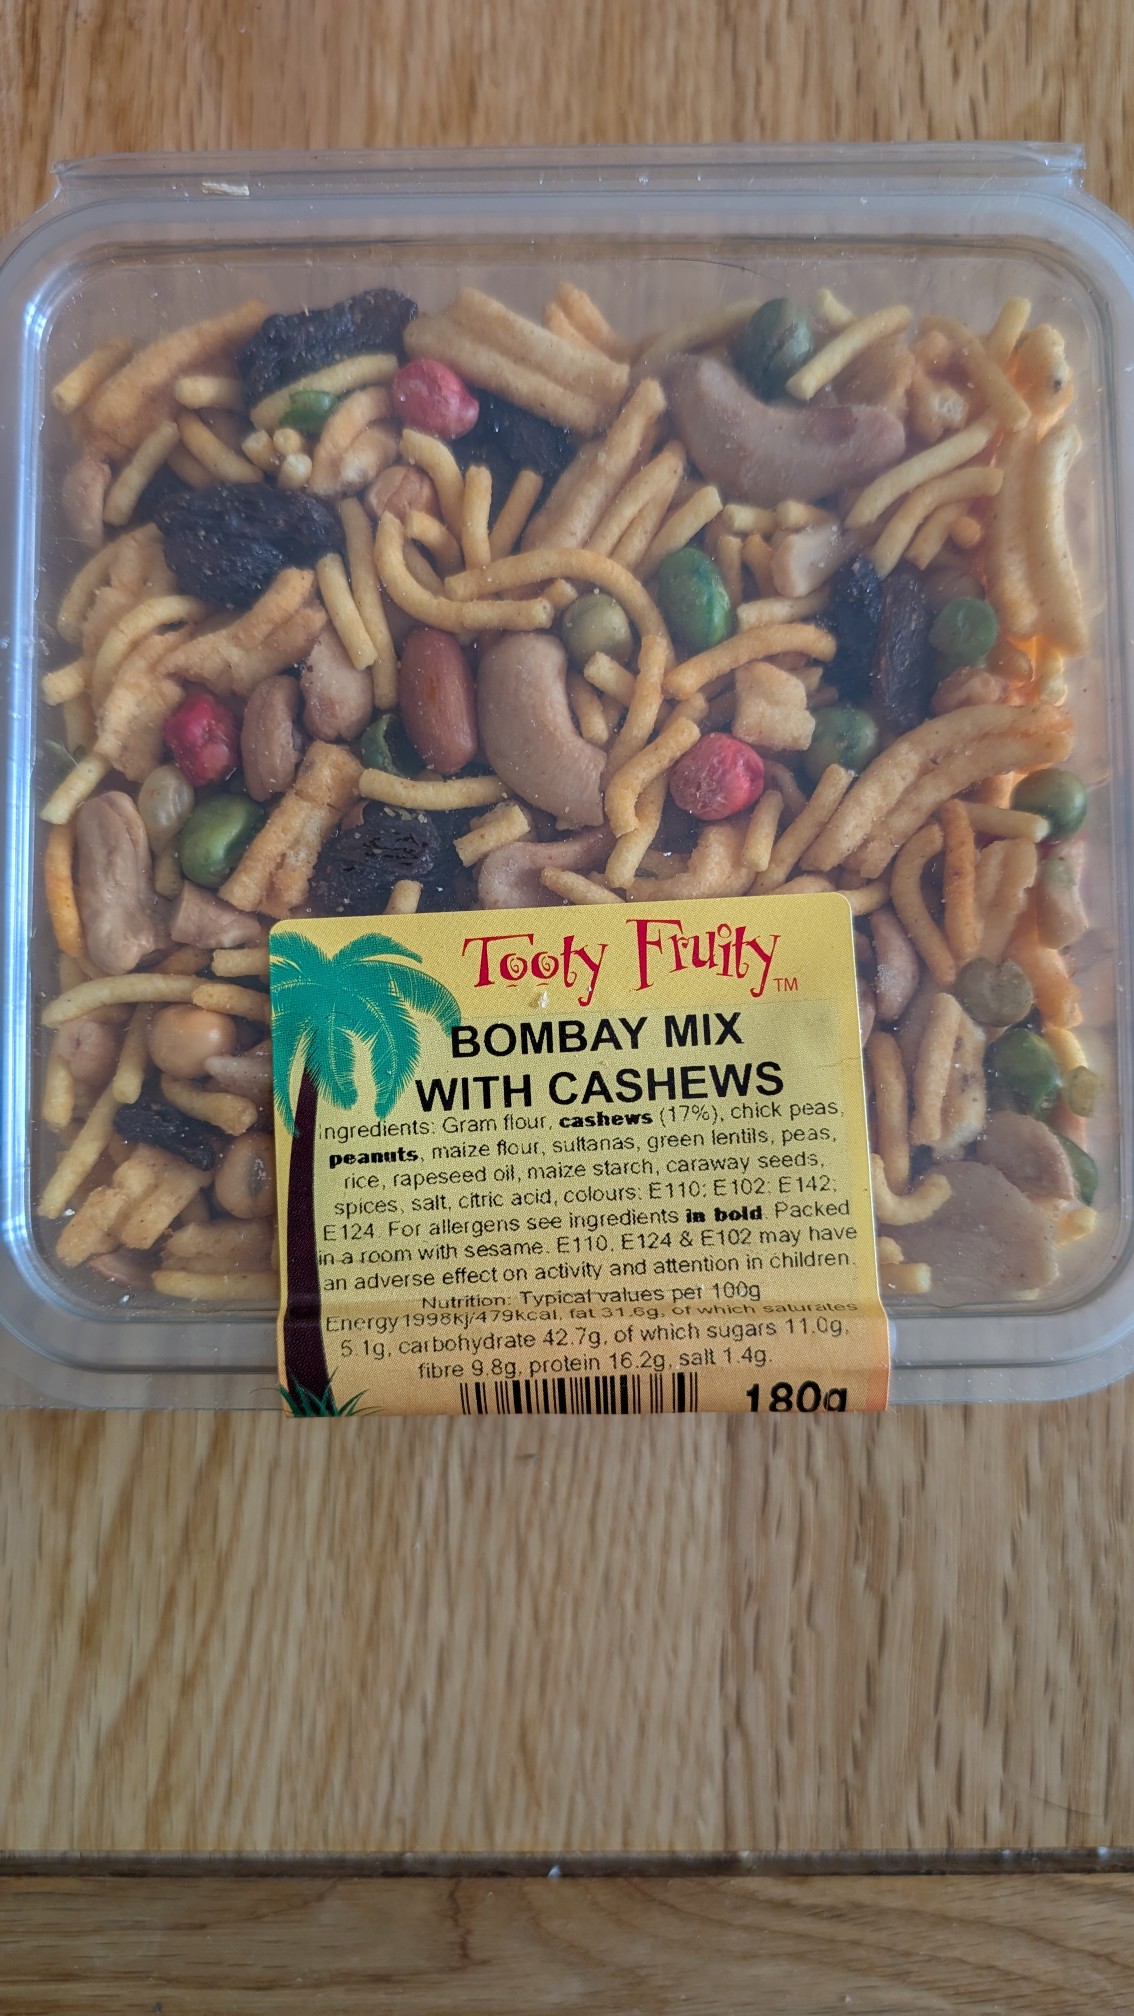 Tooty Fruity TM
BOMBAY MIX
WITH CASHEWS
Ingredients: Gram flour, cashews (17%), chick peas,
peanuts, maize flour, sultanas, green lentils, peas,
rice, rapeseed oil, maize starch, caraway seeds,
spices, salt, citric acid, colours: E110; E102; E142;
E124. For allergens see ingredients in bold. Packed
in a room with sesame. E110, E124 & E102 may have
an adverse effect on activity and attention in children.
Nutrition: Typical values per 100g
Energy 1998kj/479kcal, fat 31.6g, of which saturates
5.1g, carbohydrate 42.7g, of which sugars 11.0g,
fibre 9.8g, protein 16.2g, salt 1.4g.
180g